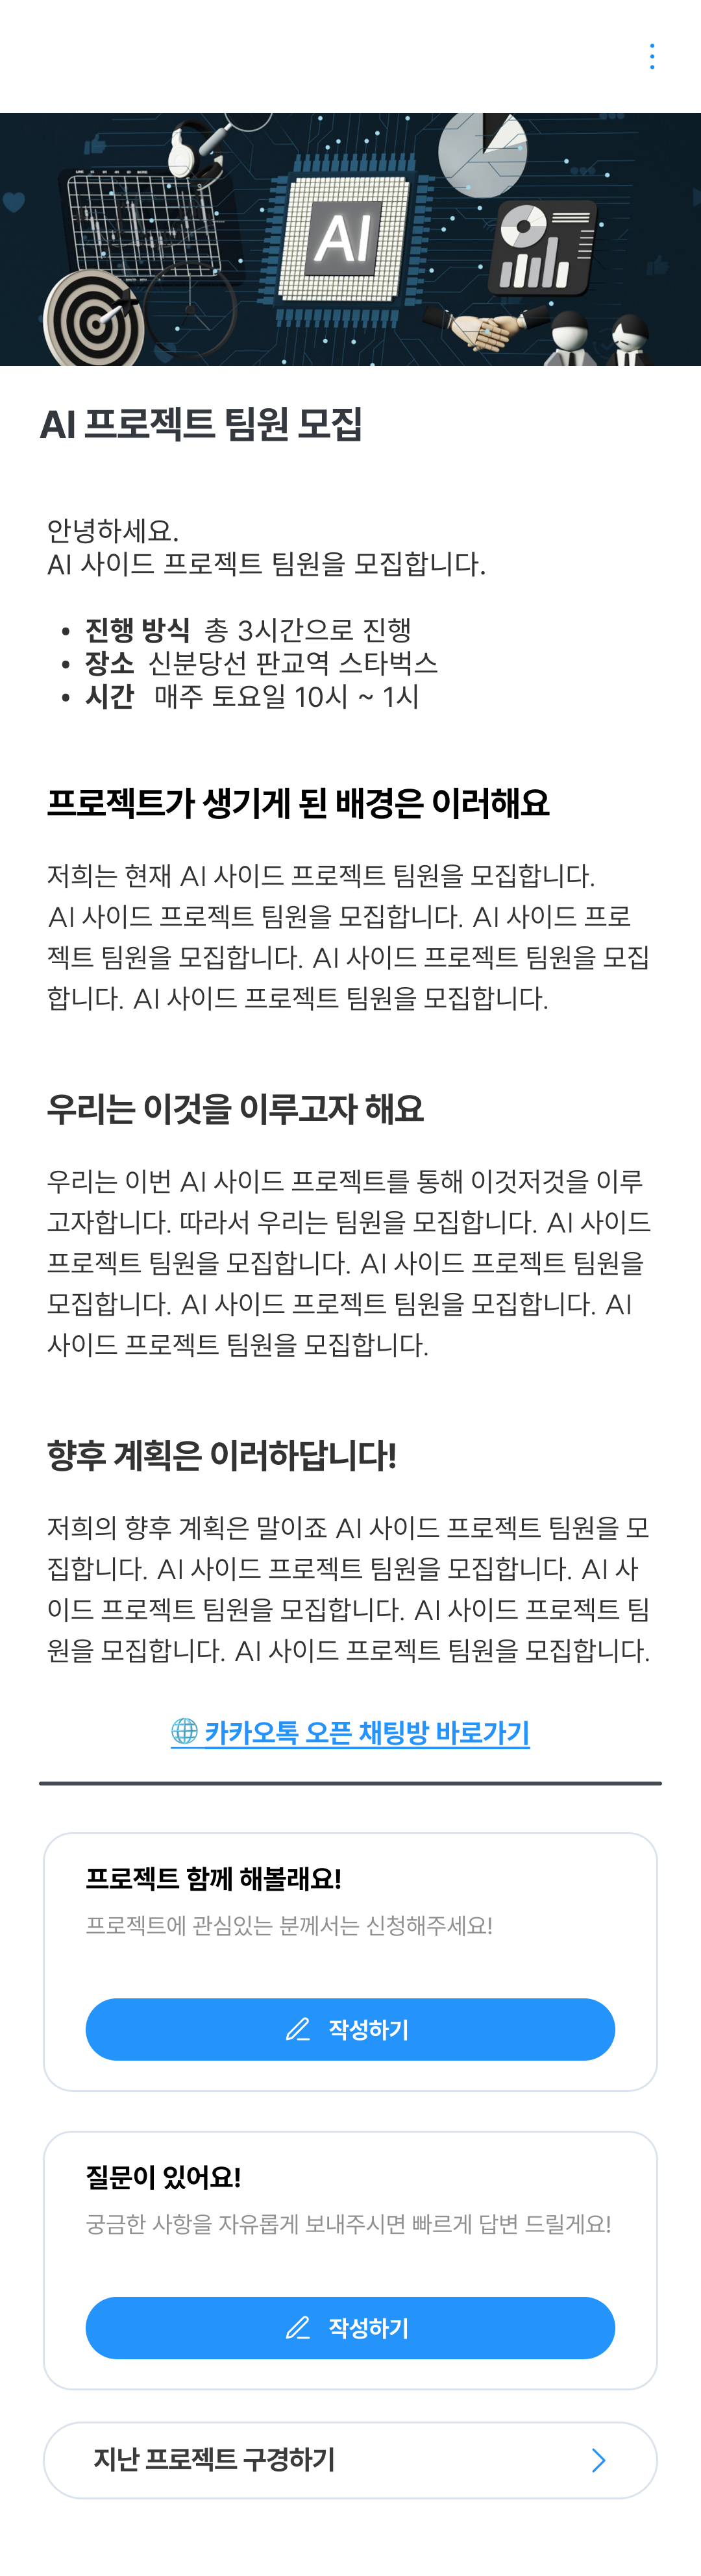 AI
AI 프로젝트 팀원 모집
안녕하세요.
AI 사이드 프로젝트 팀원을 모집합니다.
• 진행 방식 총 3시간으로 진행
• 장소 신분당선 판교역 스타벅스
• 시간 매주 토요일 10시 ~ 1시
프로젝트가 생기게 된 배경은 이러해요
저희는 현재 AI 사이드 프로젝트 팀원을 모집합니다.
AI 사이드 프로젝트 팀원을 모집합니다. AI 사이드 프로
젝트 팀원을 모집합니다. AI 사이드 프로젝트 팀원을 모집
합니다. AI 사이드 프로젝트 팀원을 모집합니다.
우리는 이것을 이루고자 해요
우리는 이번 AI 사이드 프로젝트를 통해 이것저것을 이루
고자합니다. 따라서 우리는 팀원을 모집합니다. AI 사이드
프로젝트 팀원을 모집합니다. AI 사이드 프로젝트 팀원을
모집합니다. AI 사이드 프로젝트 팀원을 모집합니다. AI
사이드 프로젝트 팀원을 모집합니다.
향후 계획은 이러하답니다!
저희의 향후 계획은 말이죠 AI 사이드 프로젝트 팀원을 모
집합니다. AI 사이드 프로젝트 팀원을 모집합니다. AI 사
이드 프로젝트 팀원을 모집합니다. AI 사이드 프로젝트 팀
원을 모집합니다. AI 사이드 프로젝트 팀원을 모집합니다.
카카오톡 오픈 채팅방 바로가기
프로젝트 함께 해볼래요!
프로젝트에 관심있는 분께서는 신청해주세요!
작성하기
질문이 있어요!
궁금한 사항을 자유롭게 보내주시면 빠르게 답변 드릴게요!
작성하기
지난 프로젝트 구경하기